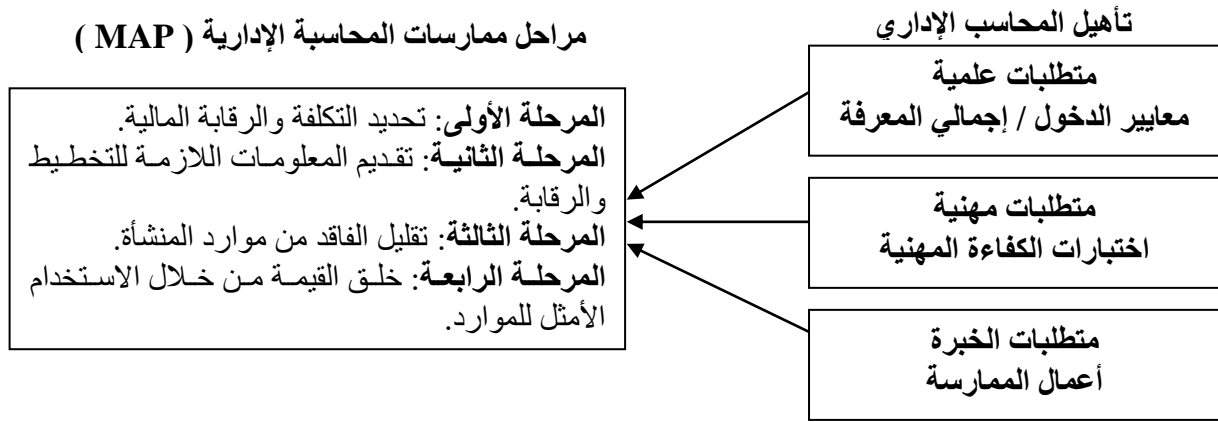 تأهيل المحاسب الإداري
متطلبات علمية
معايير الدخول / إجمالي المعرفة
متطلبات مهنية
اختبارات الكفاءة المهنية
متطلبات الخبرة
أعمال الممارسة
مراحل ممارسات المحاسبة الإدارية ( MAP )
المرحلة الأولى: تحديد التكلفة والرقابة المالية.
المرحلة الثانية: تقديم المعلومات اللازمة للتخطيط
والرقابة.
المرحلة الثالثة: تقليل الفاقد من موارد المنشأة.
المرحلة الرابعة: خلق القيمة من خلال الاستخدام
الأمثل للموارد.